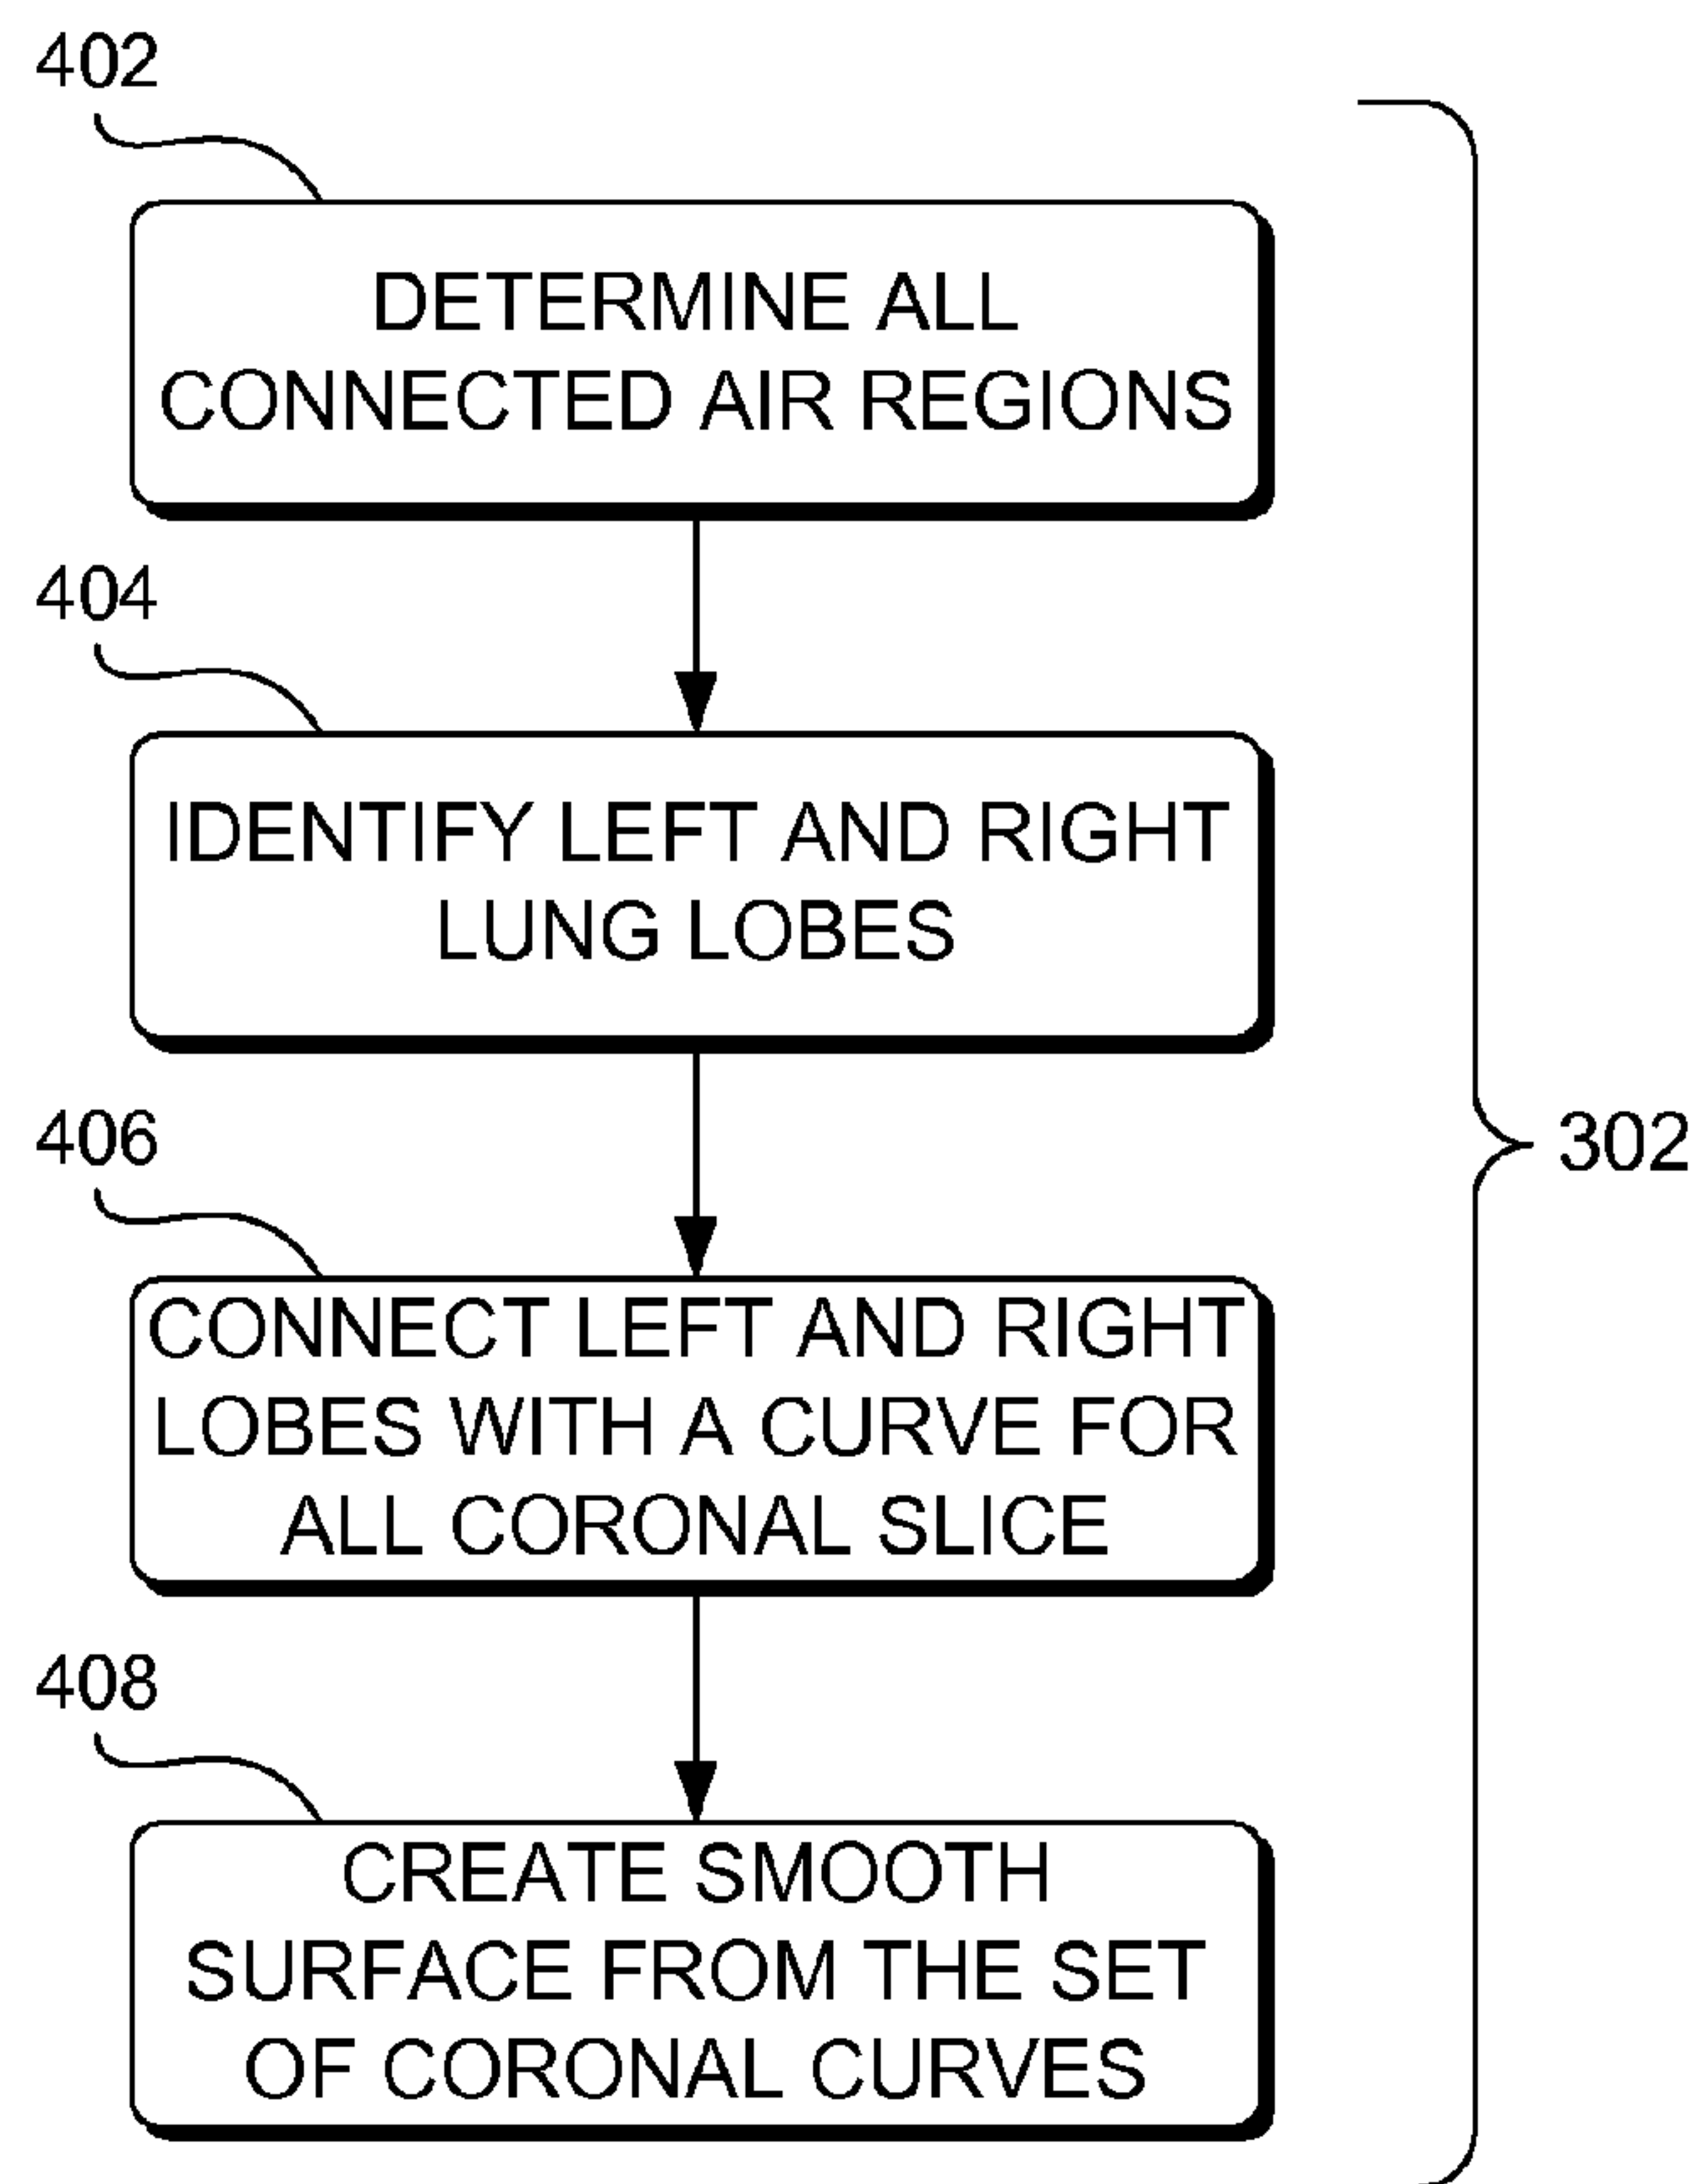 402
DETERMINE ALL
CONNECTED AIR REGIONS
404
IDENTIFY LEFT AND RIGHT
LUNG LOBES
406
302
CONNECT LEFT AND RIGHT
LOBES WITH A CURVE FOR
ALL CORONAL SLICE
408
CREATE SMOOTH
SURFACE FROM THE SET
OF CORONAL CURVES